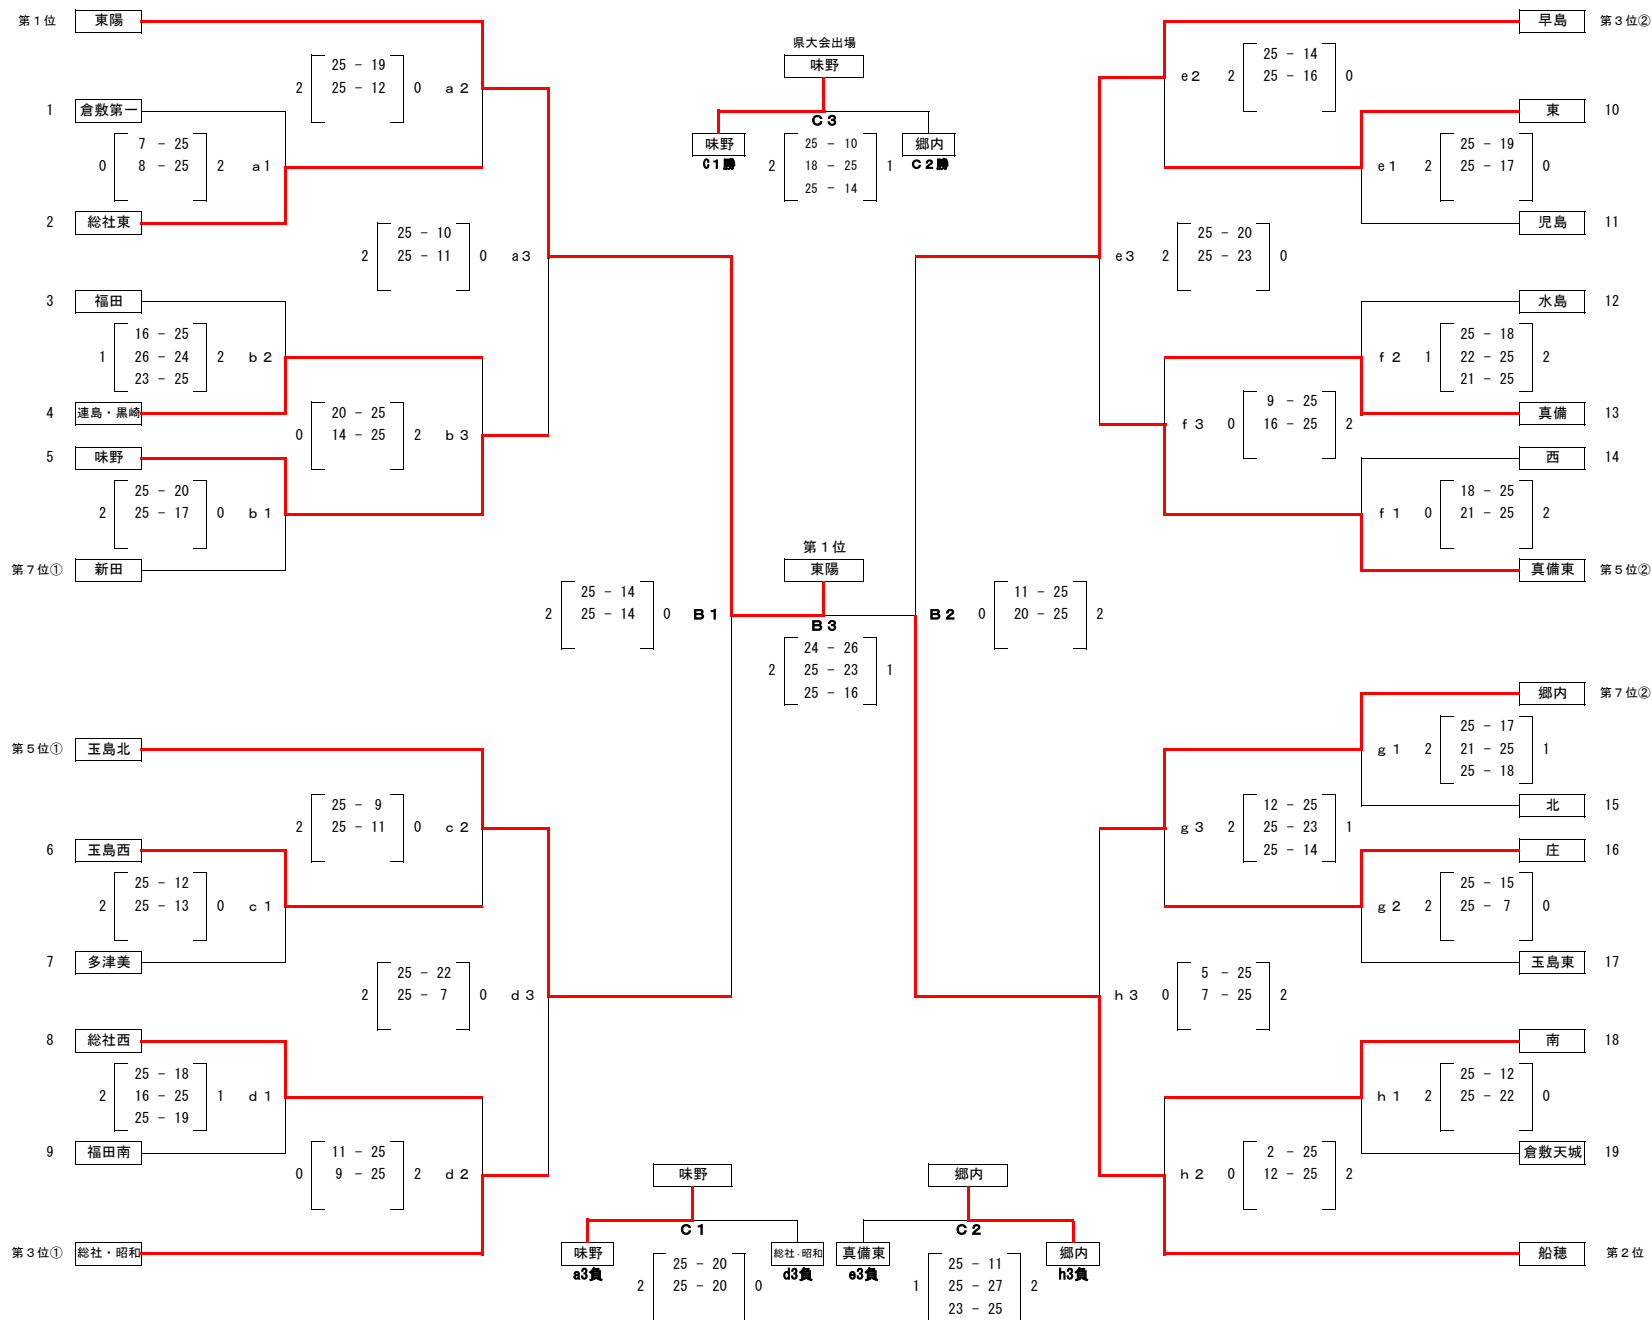 第1位 東陽
25 - 19
2 25 - 12 0 a2
1 倉敷第一
7 - 25
0 8 - 25 2 a1
2 総社東
25 - 10
2 25 - 11 0 a3
3 福田
16 - 25
1 26 - 24 2 b2
23 - 25
4 連島・黒崎
20 - 25
0 14 - 25 2 b3
5 味野
25 - 20
2 25 - 17 0 b1
第7位① 新田
25 - 14
2 25 - 14 0 B1
第5位① 玉島北
25 - 9
2 25 - 11 0 c2
6 玉島西
25 - 12
2 25 - 13 0 c1
7 多津美
25 - 22
2 25 - 7 0 d3
8 総社西
25 - 18
2 16 - 25 1 d1
25 - 19
9 福田南
11 - 25
0 9 - 25 2 d2
第3位① 総社・昭和
県大会出場
味野
C3
味野 郷内
C1勝 C2勝
25 - 10
2 18 - 25 1
25 - 14
第1位
東陽
B3
24 - 26
2 25 - 23 1
25 - 16
味野
C1
味野 総社・昭和
a3負 d3負
25 - 20
2 25 - 20 0
郷内
C2
真備東 郷内
e3負 h3負
25 - 11
1 25 - 27 2
23 - 25
早島 第3位②
25 - 14
e2 2 25 - 16 0
東 10
25 - 19
e1 2 25 - 17 0
児島 11
25 - 20
e3 2 25 - 23 0
水島 12
25 - 18
f2 1 22 - 25 2
21 - 25
真備 13
9 - 25
f3 0 16 - 25 2
西 14
18 - 25
f1 0 21 - 25 2
真備東 第5位②
11 - 25
B2 0 20 - 25 2
郷内 第7位②
25 - 17
g1 2 21 - 25 1
25 - 18
北 15
12 - 25
g3 2 25 - 23 1
25 - 14
庄 16
25 - 15
g2 2 25 - 7 0
玉島東 17
5 - 25
h3 0 7 - 25 2
南 18
25 - 12
h1 2 25 - 22 0
倉敷天城 19
2 - 25
h2 0 12 - 25 2
船穂 第2位